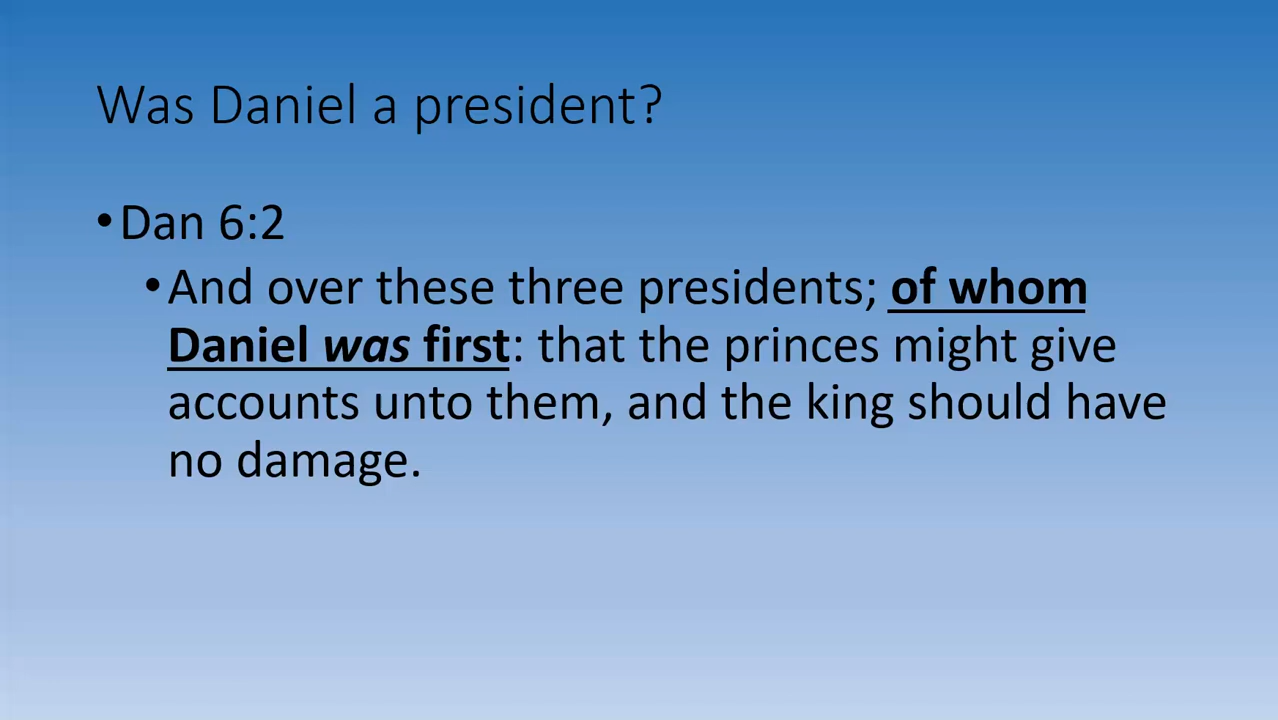 Was Daniel a president?
•Dan 6:2
•And over these three presidents; of whom
Daniel was first: that the princes might give
accounts unto them, and the king should have
no damage.